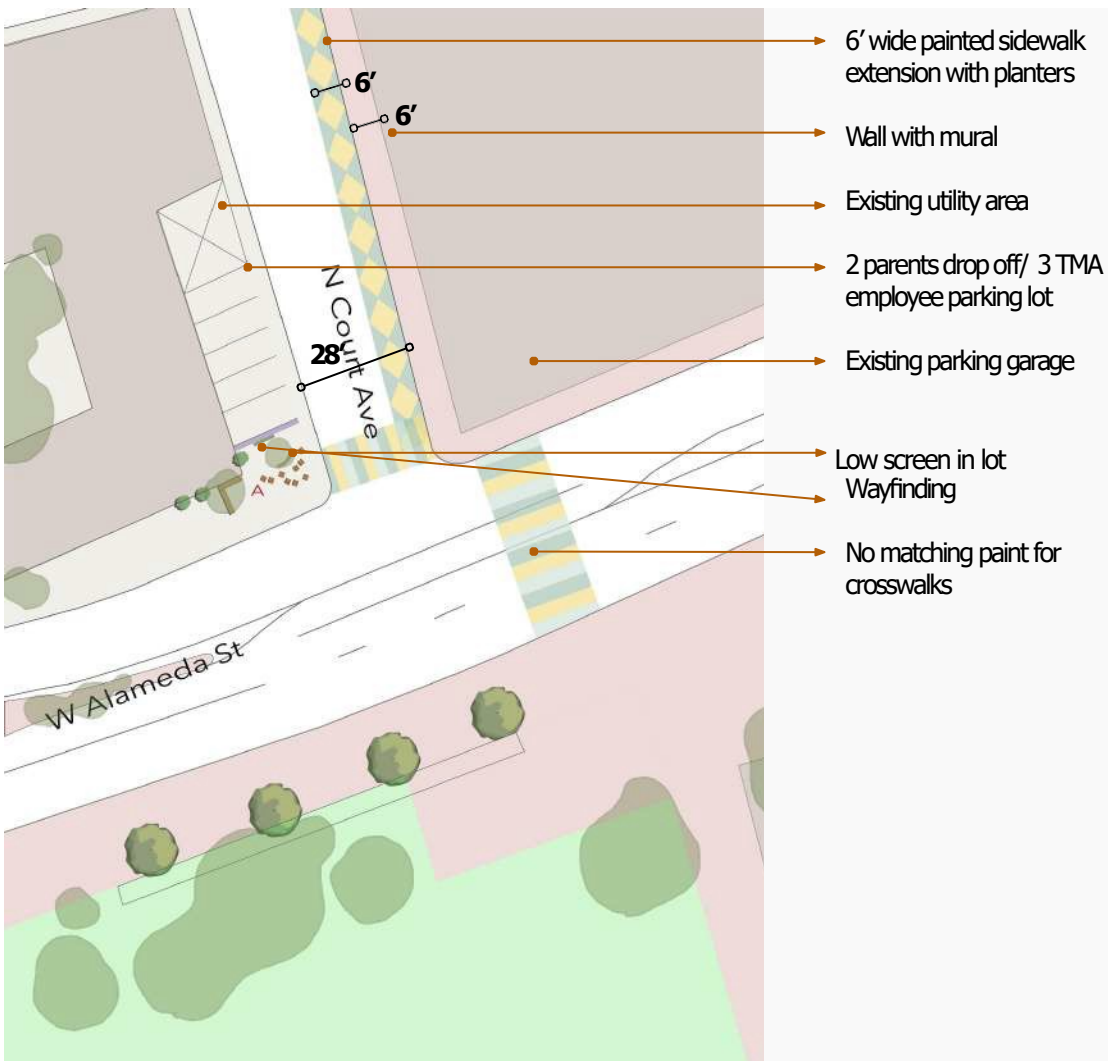 6’ wide painted sidewalk
extension with planters
6’
6’
Wall with mural
Existing utility area
2 parents drop off/ 3 TMA
employee parking lot
N Court Ave
28’
Existing parking garage
Low screen in lot
Wayfinding
A
No matching paint for
crosswalks
W Alameda St